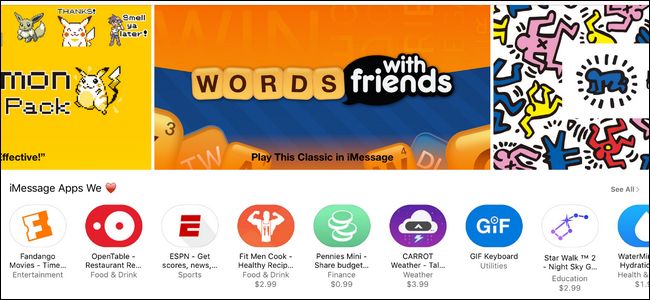 THANKS!
Smell
ya
later!
mon
Pack
Effective!"
WORDS
with
friends
3
TW
DL
Play This Classic in iMessage
iMessage Apps We ❤️
See All >
Fandango
Movies - Time...
Entertainment
OpenTable -
Restaurant Re...
Food & Drink
E
ESPN - Get
scores, news,...
Sports
Fit Men Cook -
Healthy Recip...
Food & Drink
$2.99
Pennies Mini -
Share budget...
Finance
$0.99
CARROT
Weather - Tal...
Weather
$3.99
GIF
GIF Keyboard
Utilities
Star Walk ™ 2
- Night Sky G...
Education
$2.99
WaterMin
Hydratio